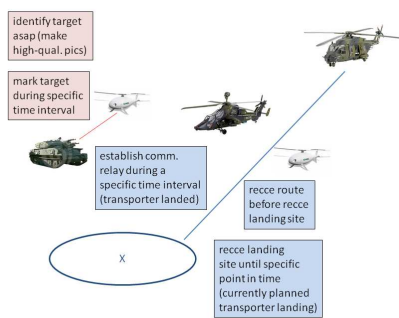 identify target
asap (make
high-qual. pics)
mark target
during specific
time interval
establish comm.
relay during a
specific time interval
(transporter landed)
recce route
before recce
landing site
X
recce landing
site until specific
point in time
(currently planned
transporter landing)